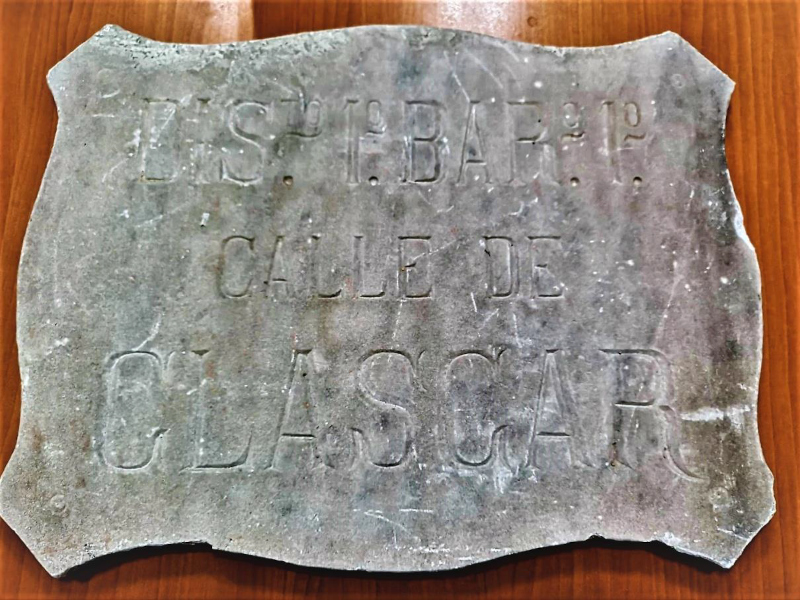 DISᵗᵒ 1º. BARº. 1º.
CALLE DE
CLASCAR